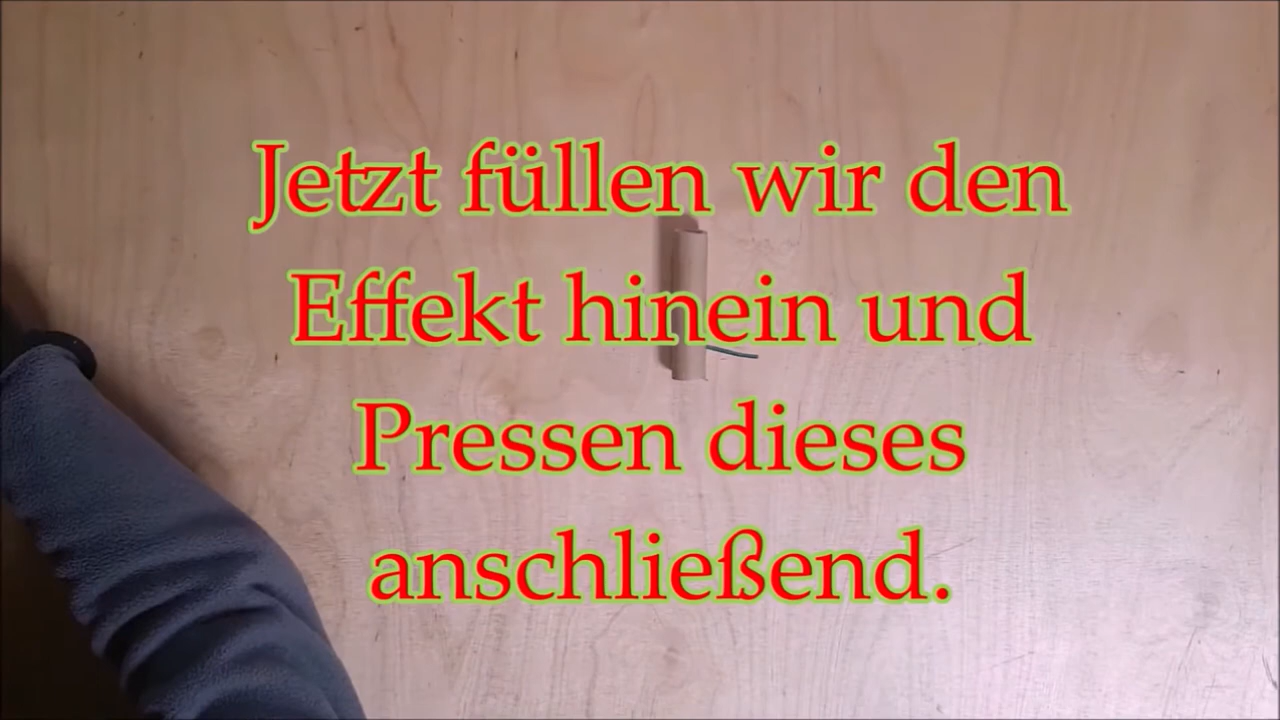 Jetzt füllen wir den
Effekt hinein und
Pressen dieses
anschließend.